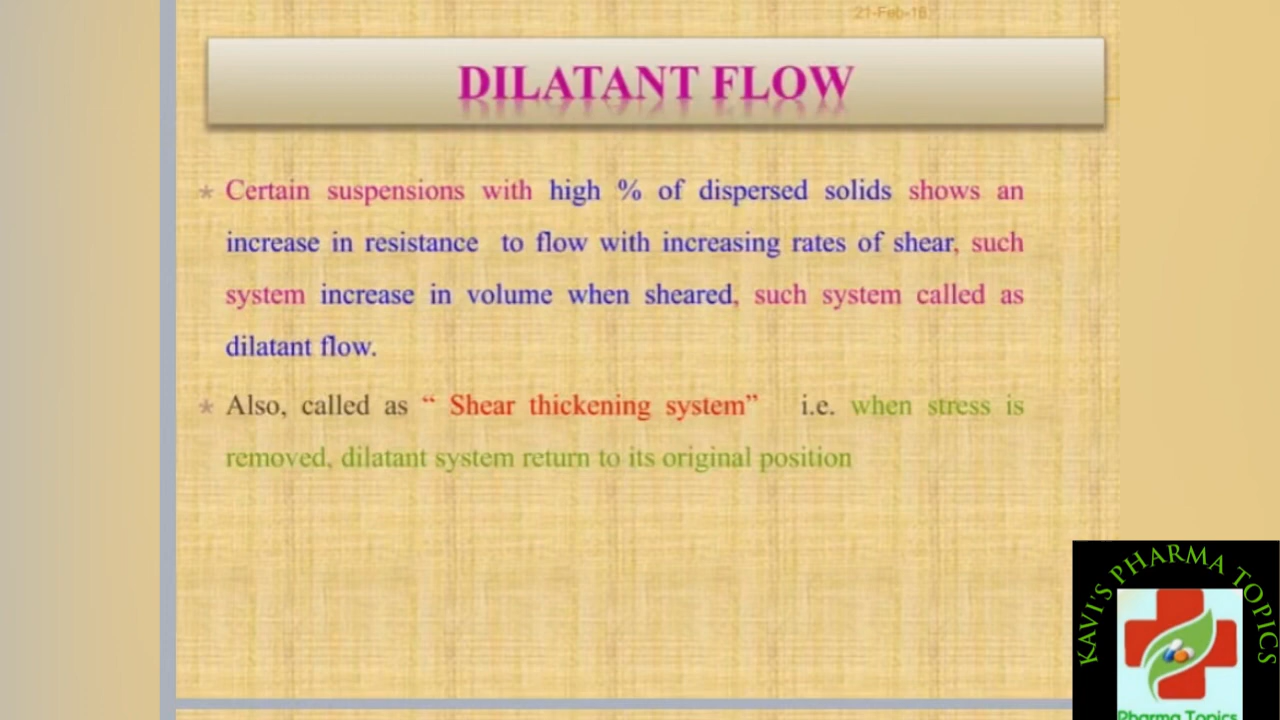 21-Feb-18
DILATANT FLOW
Certain suspensions with high % of dispersed solids shows an
increase in resistance to flow with increasing rates of shear, such
system increase in volume when sheared, such system called as
dilatant flow.
Also, called as “ Shear thickening system” i.e. when stress is
removed, dilatant system return to its original position
KAVI'S PHARMA TOPICS
Pharma Topics